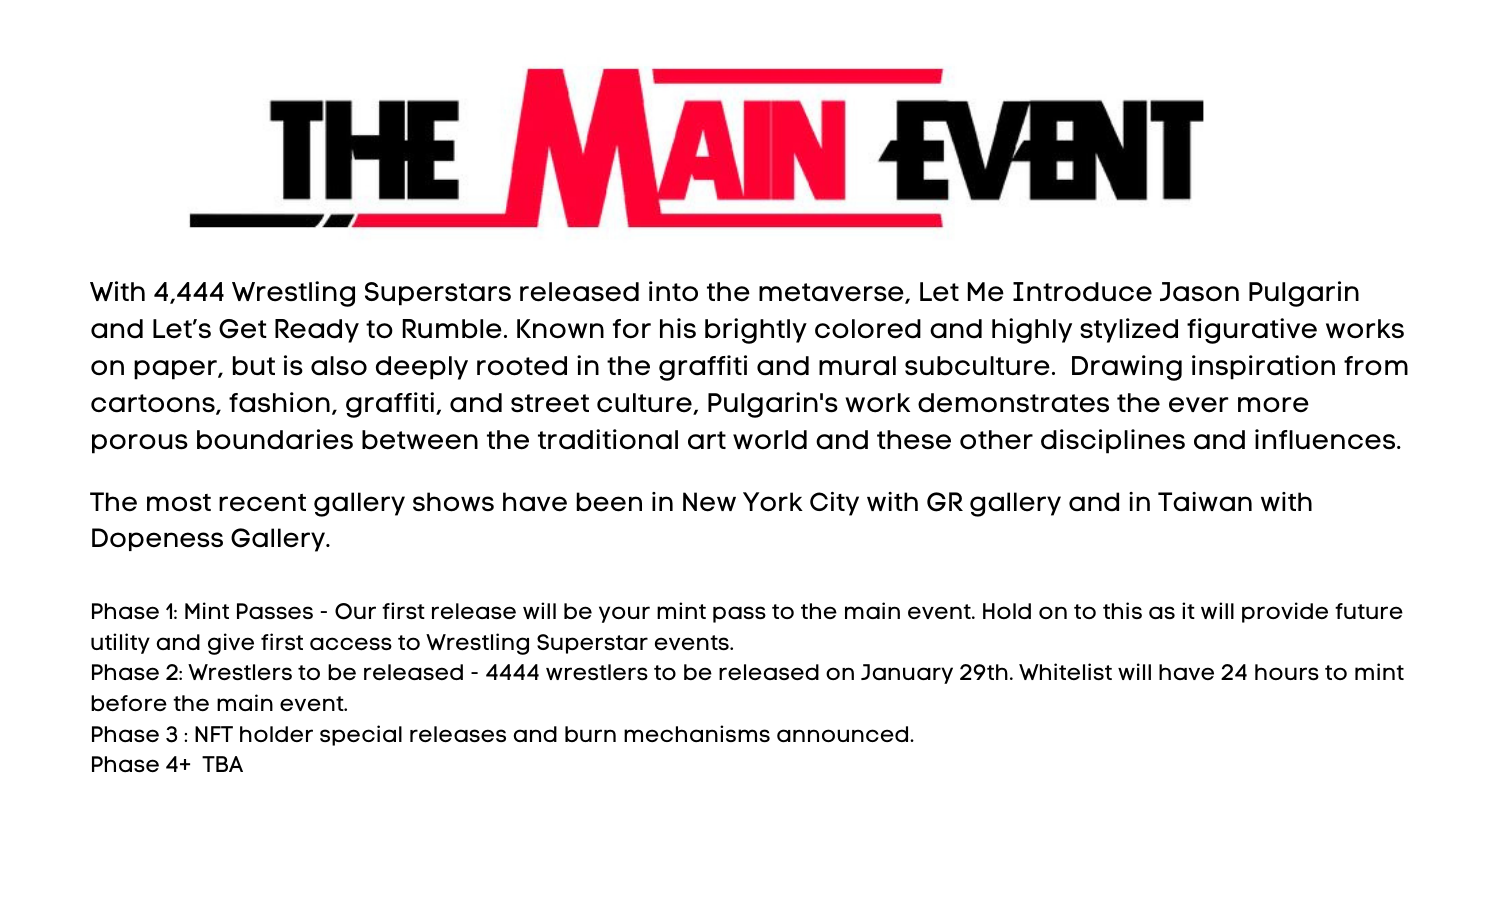 THE MAIN EVENT
With 4,444 Wrestling Superstars released into the metaverse, Let Me Introduce Jason Pulgarin
and Let’s Get Ready to Rumble. Known for his brightly colored and highly stylized figurative works
on paper, but is also deeply rooted in the graffiti and mural subculture.  Drawing inspiration from
cartoons, fashion, graffiti, and street culture, Pulgarin's work demonstrates the ever more
porous boundaries between the traditional art world and these other disciplines and influences.
The most recent gallery shows have been in New York City with GR gallery and in Taiwan with
Dopeness Gallery.
Phase 1: Mint Passes - Our first release will be your mint pass to the main event. Hold on to this as it will provide future
utility and give first access to Wrestling Superstar events.
Phase 2: Wrestlers to be released - 4444 wrestlers to be released on January 29th. Whitelist will have 24 hours to mint
before the main event.
Phase 3 : NFT holder special releases and burn mechanisms announced.
Phase 4+  TBA